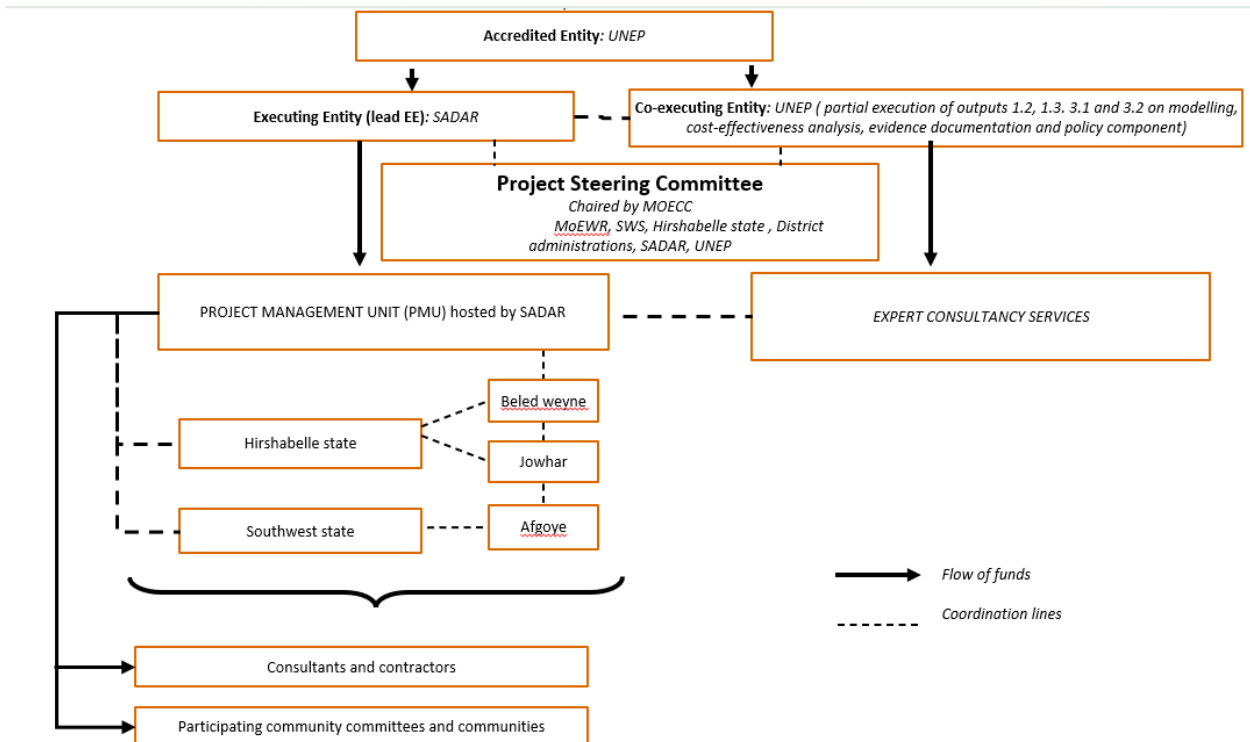 Accredited Entity: UNEP
Executing Entity (lead EE): SADAR
Co-executing Entity: UNEP ( partial execution of outputs 1.2, 1.3. 3.1 and 3.2 on modelling,
cost-effectiveness analysis, evidence documentation and policy component)
Project Steering Committee
Chaired by MOECC
MoEWR, SWS, Hirshabelle state , District
administrations, SADAR, UNEP
PROJECT MANAGEMENT UNIT (PMU) hosted by SADAR
EXPERT CONSULTANCY SERVICES
Beled weyne
Hirshabelle state
Jowhar
Southwest state
Afgoye
Flow of funds
Coordination lines
Consultants and contractors
Participating community committees and communities